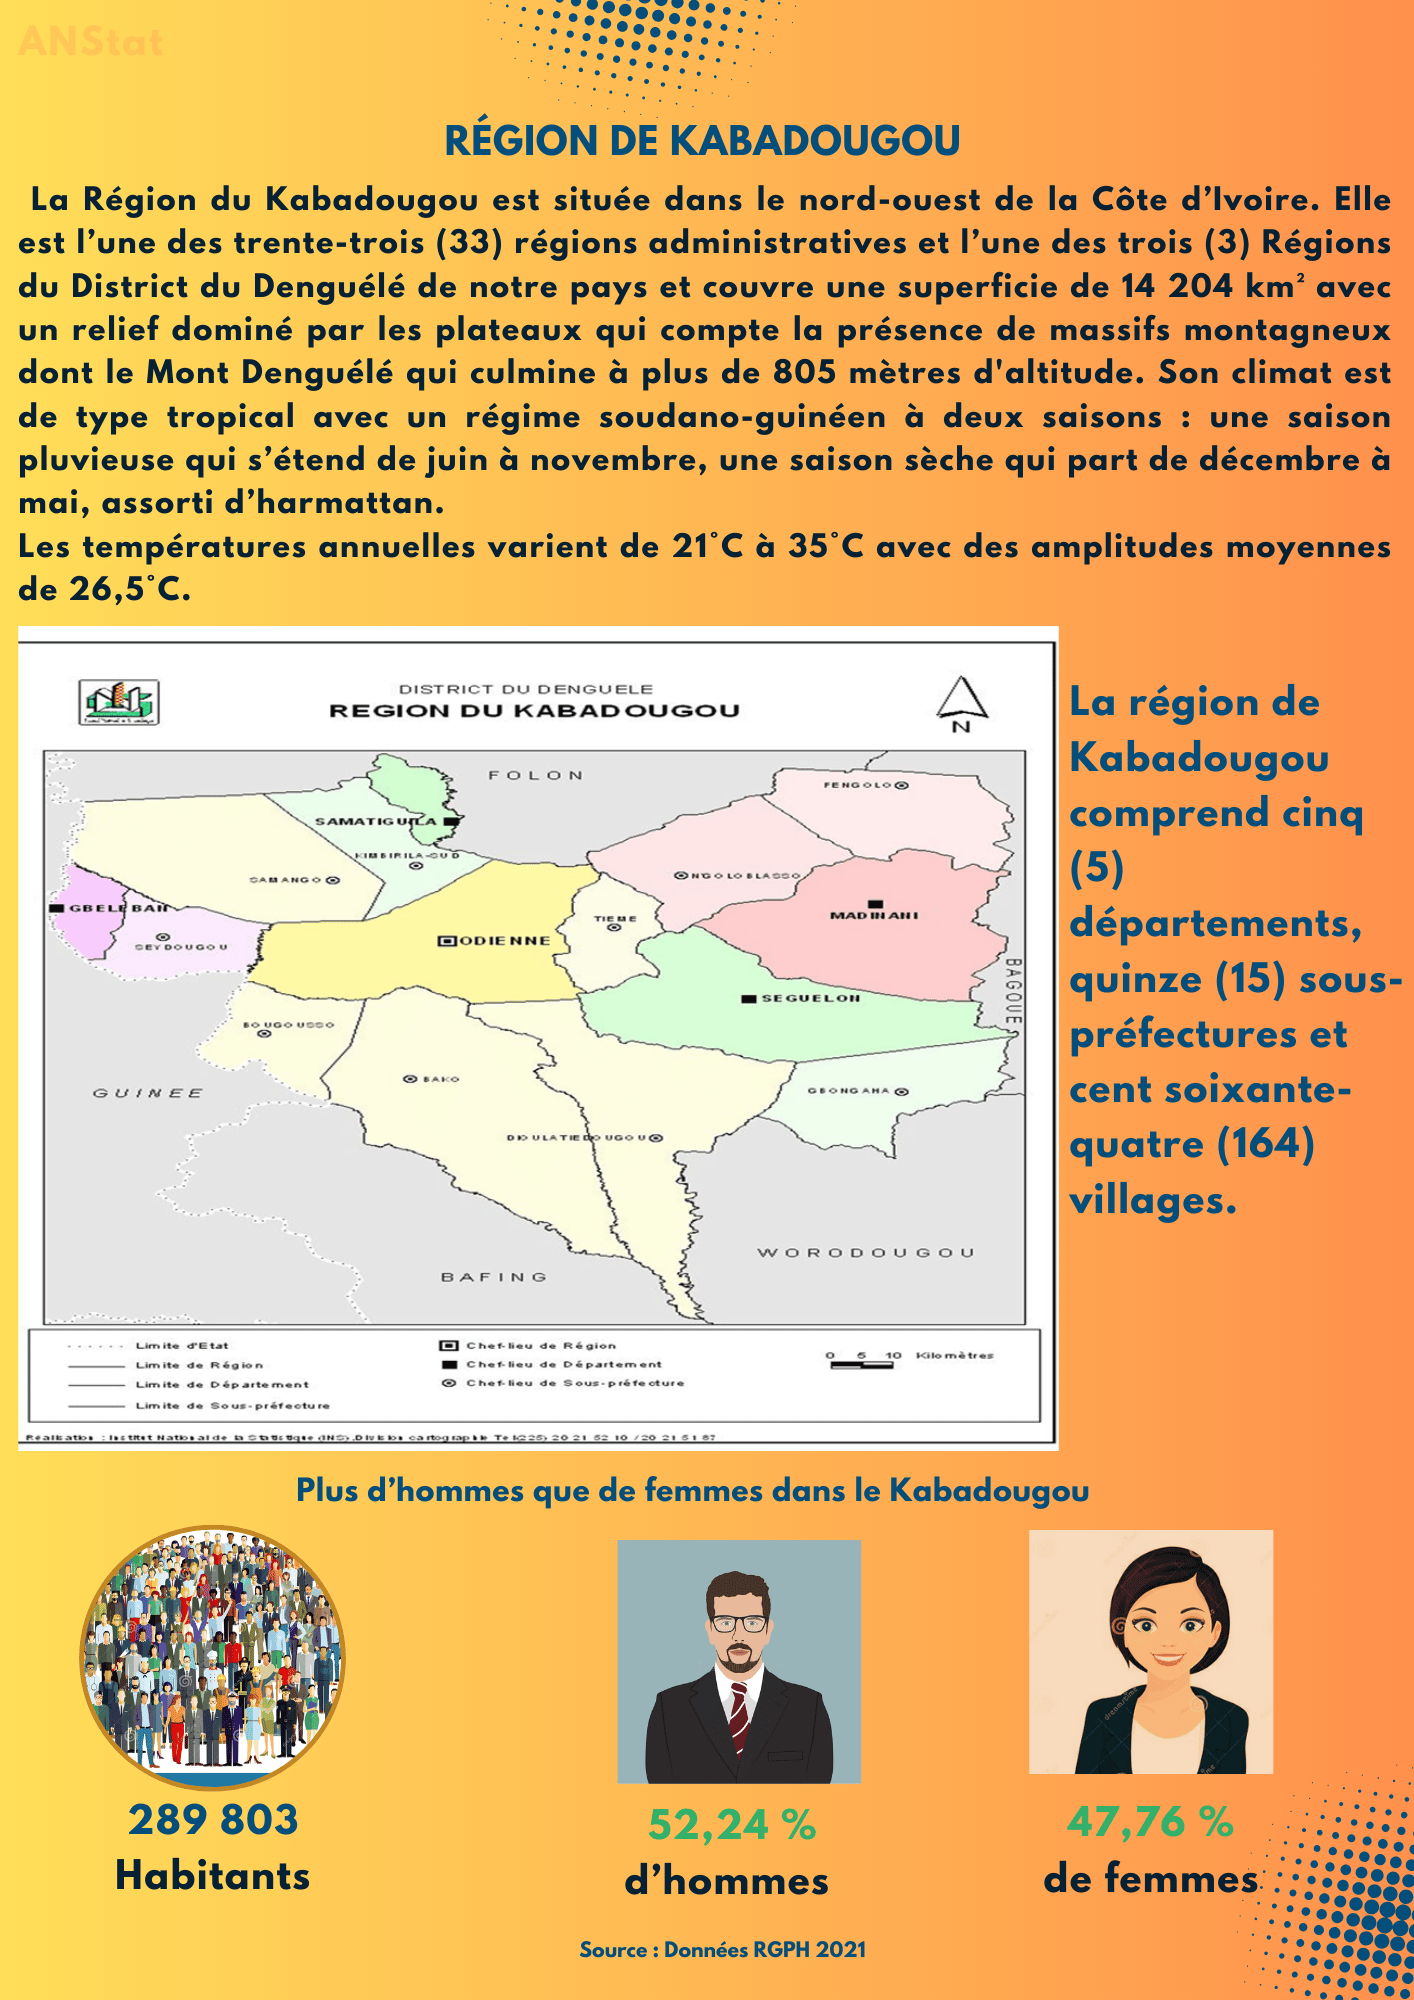 ANStat
RÉGION DE KABADOUGOU
La Région du Kabadougou est située dans le nord-ouest de la Côte d’Ivoire. Elle
est l’une des trente-trois (33) régions administratives et l’une des trois (3) Régions
du District du Denguélé de notre pays et couvre une superficie de 14 204 km² avec
un relief dominé par les plateaux qui compte la présence de massifs montagneux
dont le Mont Denguélé qui culmine à plus de 805 mètres d'altitude. Son climat est
de type tropical avec un régime soudano-guinéen à deux saisons : une saison
pluvieuse qui s’étend de juin à novembre, une saison sèche qui part de décembre à
mai, assorti d’harmattan.
Les températures annuelles varient de 21°C à 35°C avec des amplitudes moyennes
de 26,5°C.
DISTRICT DU DENGUELE
REGION DU KABADOUGOU
N
FOLON
FENGOLO
SAMATIGUILA
KIMBIRILA-SUD
SAMANGO
NGOLOBLASSO
GBELEBAN
MADINANI
TIEME
SEYDOUGOU
ODIENNE
BAGOUE
SEGUELON
BOUGOUSSO
GUINEE
BAKO
GBONGAHA
DIOULATIEDOUGOU
WORODOUGOU
BAFING
Limite d'Etat
Limite de Région
Limite de Département
Limite de Sous-préfecture
Chef-lieu de Région
Chef-lieu de Département
Chef-lieu de Sous-préfecture
0 5 10 Kilomètres
Réalisation : Institut National de la Statistique (INS), Division cartographie Tel(225) 20 21 52 10 / 20 21 51 87
La région de
Kabadougou
comprend cinq
(5)
départements,
quinze (15) sous-
préfectures et
cent soixante-
quatre (164)
villages.
Plus d’hommes que de femmes dans le Kabadougou
289 803
Habitants
52,24 %
d’hommes
47,76 %
de femmes
Source : Données RGPH 2021